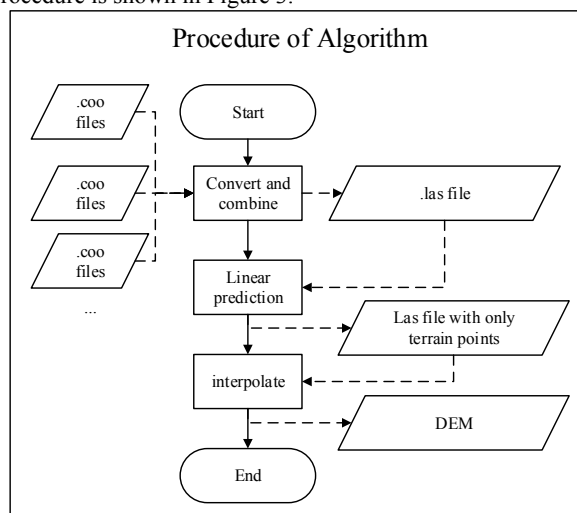 rocedure is shown in Figure 3.
Procedure of Algorithm
.coo
files
Start
.coo
files
Convert and
combine
.las file
.coo
files
...
Linear
prediction
Las file with only
terrain points
interpolate
DEM
End